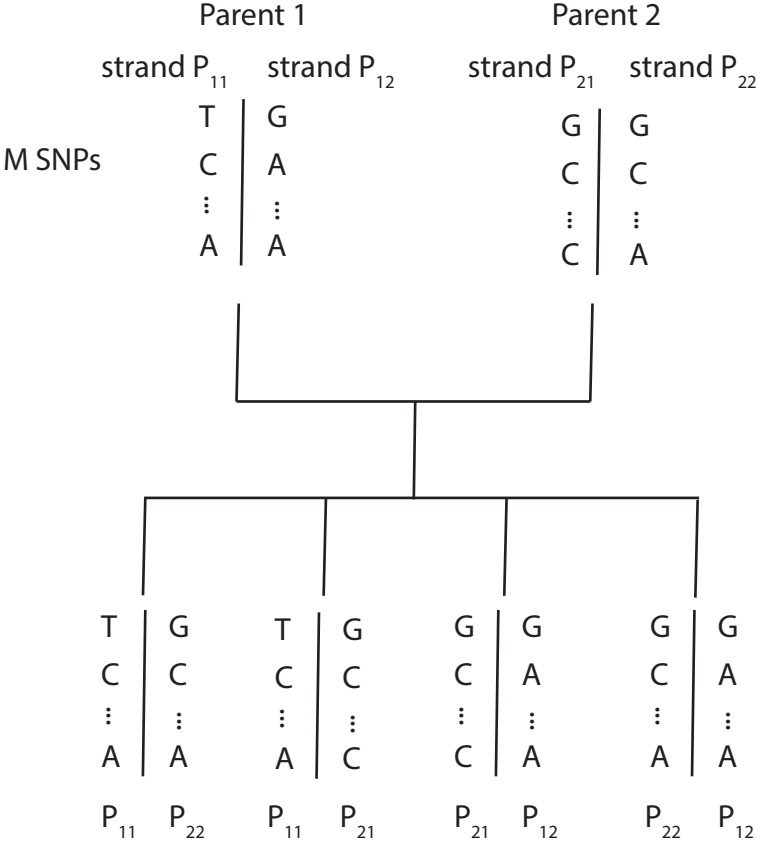 Parent 1 Parent 2
strand P11 strand P12 strand P21 strand P22
T G G G
M SNPs C A C C
⋮ ⋮ ⋮ ⋮
A A C A
T G T G G G G G
C C C C C A C A
⋮ ⋮ ⋮ ⋮ ⋮ ⋮ ⋮ ⋮
A A A C C A A A
P11 P22 P11 P21 P21 P12 P22 P12